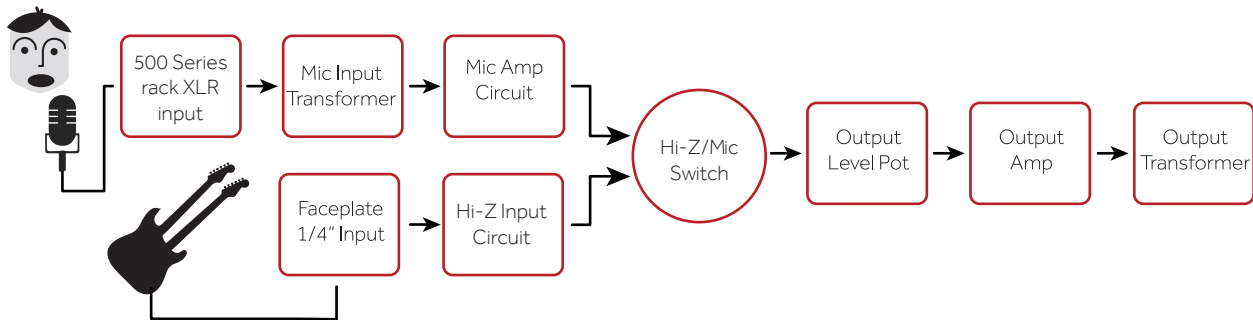 500 Series
rack XLR
input
Mic Input
Transformer
Mic Amp
Circuit
Faceplate
1/4" Input
Hi-Z Input
Circuit
Hi-Z/Mic
Switch
Output
Level Pot
Output
Amp
Output
Transformer